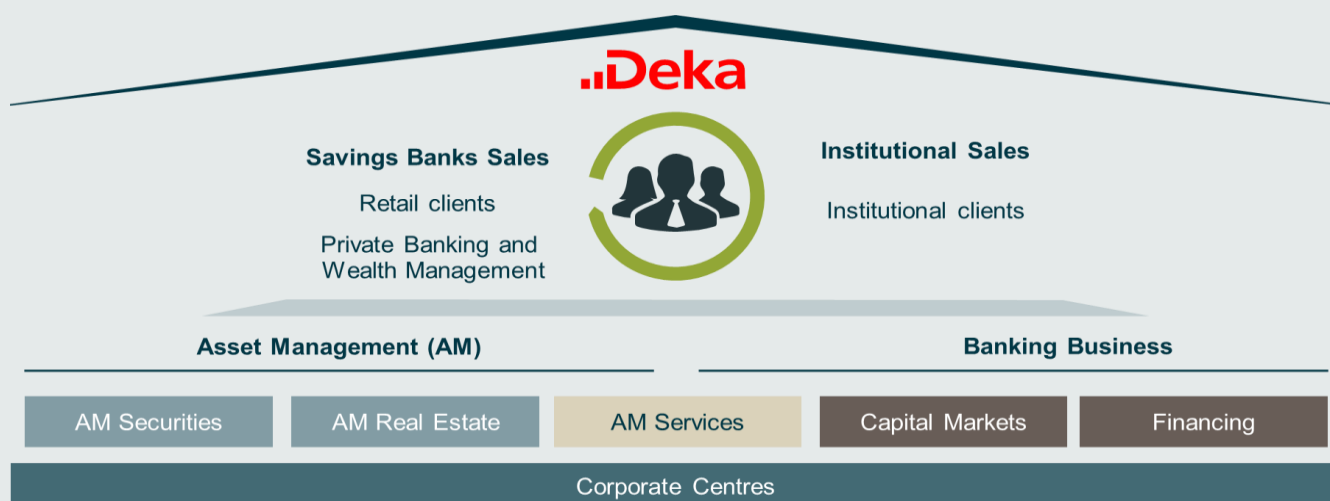 Deka
Savings Banks Sales
Retail clients
Private Banking and
Wealth Management
Institutional Sales
Institutional clients
Asset Management (AM)
Banking Business
AM Securities
AM Real Estate
AM Services
Capital Markets
Financing
Corporate Centres